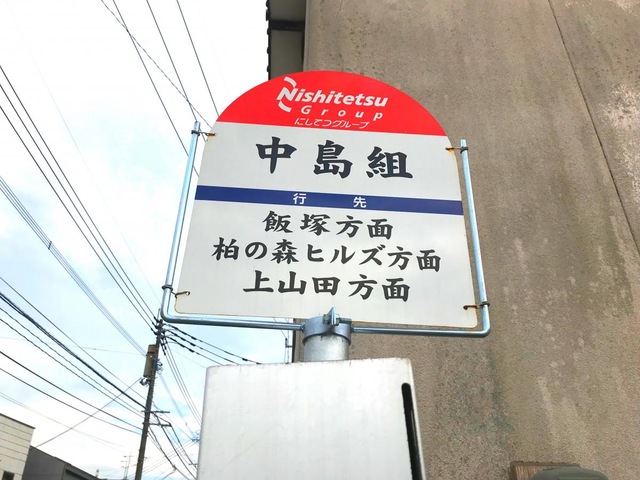 Nishitetsu
Group
にしてつグループ
中島組
行先
飯塚方面
柏の森ヒルズ方面
上山田方面